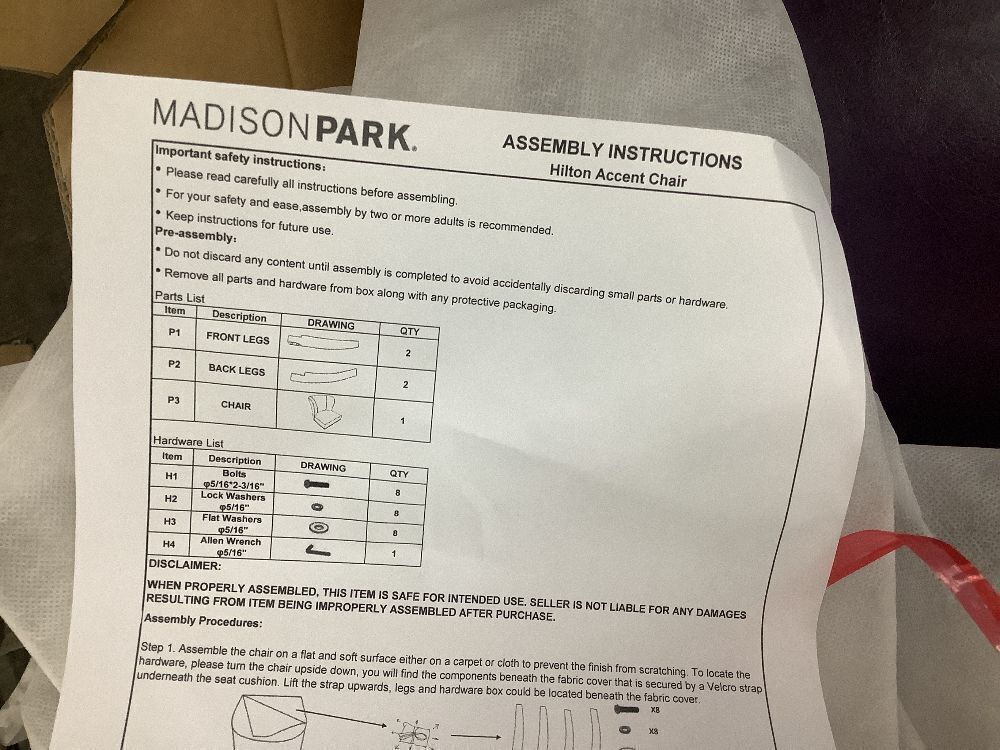 MADISONPARK.
ASSEMBLY INSTRUCTIONS
Hilton Accent Chair
Important safety instructions:
• Please read carefully all instructions before assembling.
• For your safety and ease,assembly by two or more adults is recommended.
• Keep instructions for future use.
Pre-assembly:
• Do not discard any content until assembly is completed to avoid accidentally discarding small parts or hardware.
• Remove all parts and hardware from box along with any protective packaging.
Parts List
Item Description DRAWING QTY
P1 FRONT LEGS 2
P2 BACK LEGS 2
P3 CHAIR 1
Hardware List
Item Description DRAWING QTY
H1 Bolts φ5/16*2-3/16" 8
H2 Lock Washers φ5/16" 8
H3 Flat Washers φ5/16" 8
H4 Allen Wrench φ5/16" 1
DISCLAIMER:
WHEN PROPERLY ASSEMBLED, THIS ITEM IS SAFE FOR INTENDED USE. SELLER IS NOT LIABLE FOR ANY DAMAGES
RESULTING FROM ITEM BEING IMPROPERLY ASSEMBLED AFTER PURCHASE.
Assembly Procedures:
Step 1. Assemble the chair on a flat and soft surface either on a carpet or cloth to prevent the finish from scratching. To locate the
hardware, please turn the chair upside down, you will find the components beneath the fabric cover that is secured by a Velcro strap
underneath the seat cushion. Lift the strap upwards, legs and hardware box could be located beneath the fabric cover.
X8
X8